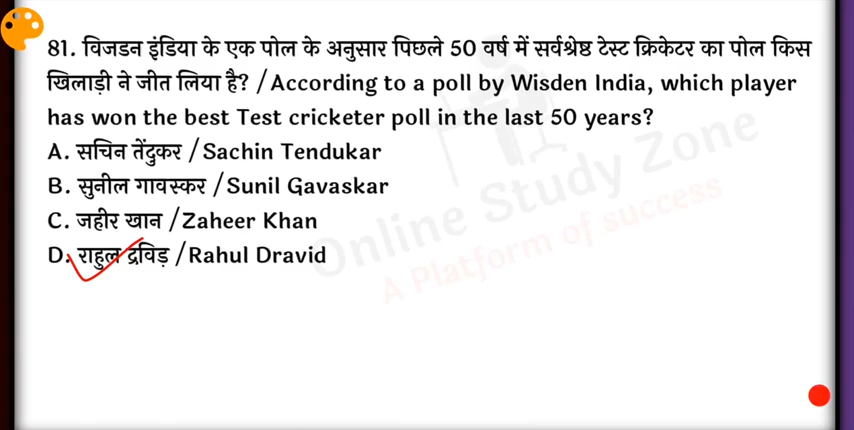 81. विजडन इंडिया के एक पोल के अनुसार पिछले 50 वर्ष में सर्वश्रेष्ठ टेस्ट क्रिकेटर का पोल किस
खिलाड़ी ने जीत लिया है? / According to a poll by Wisden India, which player
has won the best Test cricketer poll in the last 50 years?
A. सचिन तेंदुकर / Sachin Tendukar
B. सुनील गावस्कर / Sunil Gavaskar
C. जहीर खान / Zaheer Khan
D. राहुल द्रविड़ / Rahul Dravid
Online Study Zone
A Platform of success